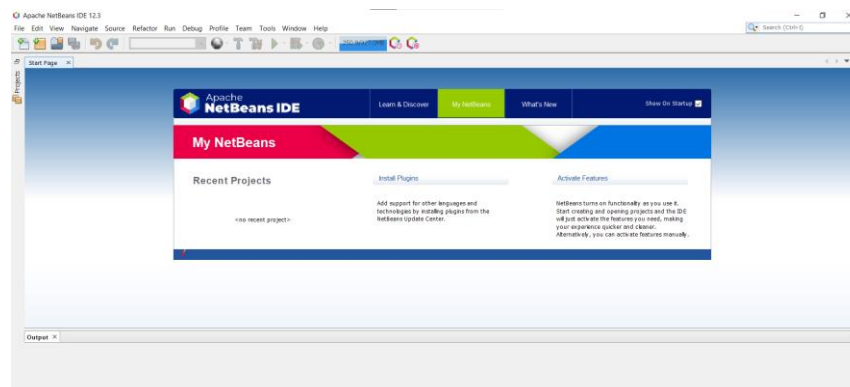 Apache NetBeans IDE 12.3
File Edit View Navigate Source Refactor Run Debug Profile Team Tools Window Help
Search (Ctrl+I)
Start Page
Projects
Apache
NetBeans IDE
Learn & Discover
My NetBeans
What's New
Show On Startup
My NetBeans
Recent Projects
<no recent project>
Install Plugins
Add support for other languages and
technologies by installing plugins from the
NetBeans Update Center.
Activate Features
NetBeans turns on functionality as you use it.
Start creating and opening projects and the IDE
will just activate the features you need, making
your experience quicker and cleaner.
Alternatively, you can activate features manually.
Output